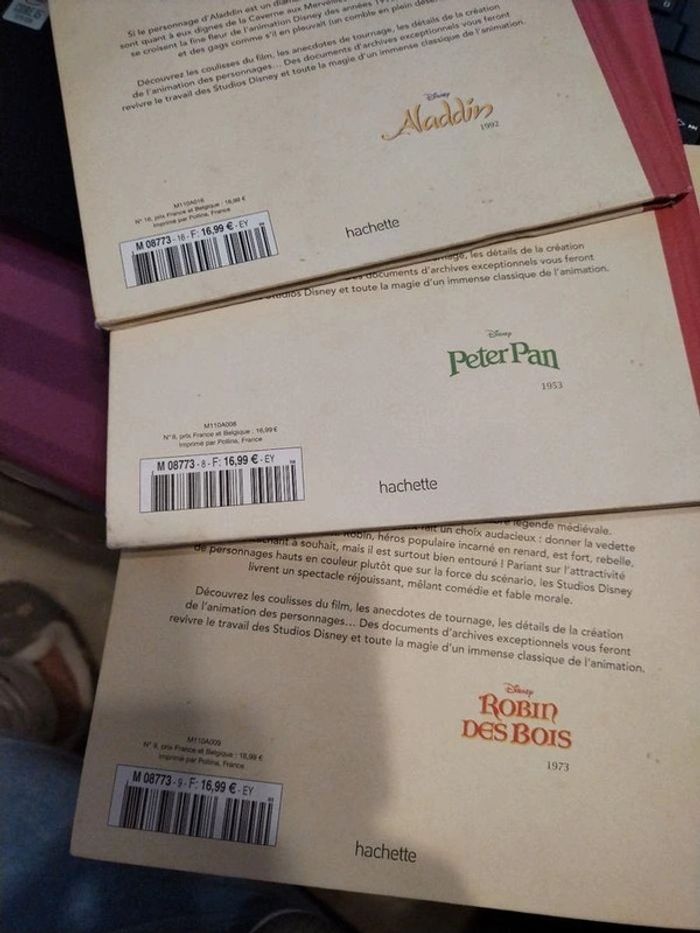 Si le personnage d'Aladdin est un
sont quant à eux dignes de la Caverne aux
se croisent la fine fleur de l'animation Disney des années
et des gags comme s'il en pleuvait (un comble en plein
Découvrez les coulisses du film, les anecdotes de tournage, les détails de la création
de l'animation des personnages... Des documents d'archives exceptionnels vous feront
revivre le travail des Studios Disney et toute la magie d'un immense classique de l'animation.
Disney
Aladdin
1992
M110A016
N° 16, prix France et Belgique : 16,99 €
Imprimé par Pollina, France
M 08773 - 16 - F: 16,99 € - EY
hachette
les détails de la création
documents d'archives exceptionnels vous feront
Studios Disney et toute la magie d'un immense classique de l'animation.
Disney
Peter Pan
1953
M110A008
N° 8, prix France et Belgique : 16,99 €
Imprimé par Pollina, France
M 08773 - 8 - F: 16,99 € - EY
hachette
légende médiévale.
fait un choix audacieux : donner la vedette
Robin, héros populaire incarné en renard, est fort, rebelle,
à souhait, mais il est surtout bien entouré ! Pariant sur l'attractivité
de personnages hauts en couleur plutôt que sur la force du scénario, les Studios Disney
livrent un spectacle réjouissant, mêlant comédie et fable morale.
Découvrez les coulisses du film, les anecdotes de tournage, les détails de la création
de l'animation des personnages... Des documents d'archives exceptionnels vous feront
revivre le travail des Studios Disney et toute la magie d'un immense classique de l'animation.
Disney
ROBIN
DES BOIS
1973
M110A009
N° 9, prix France et Belgique : 16,99 €
Imprimé par Pollina, France
M 08773 - 9 - F: 16,99 € - EY
hachette